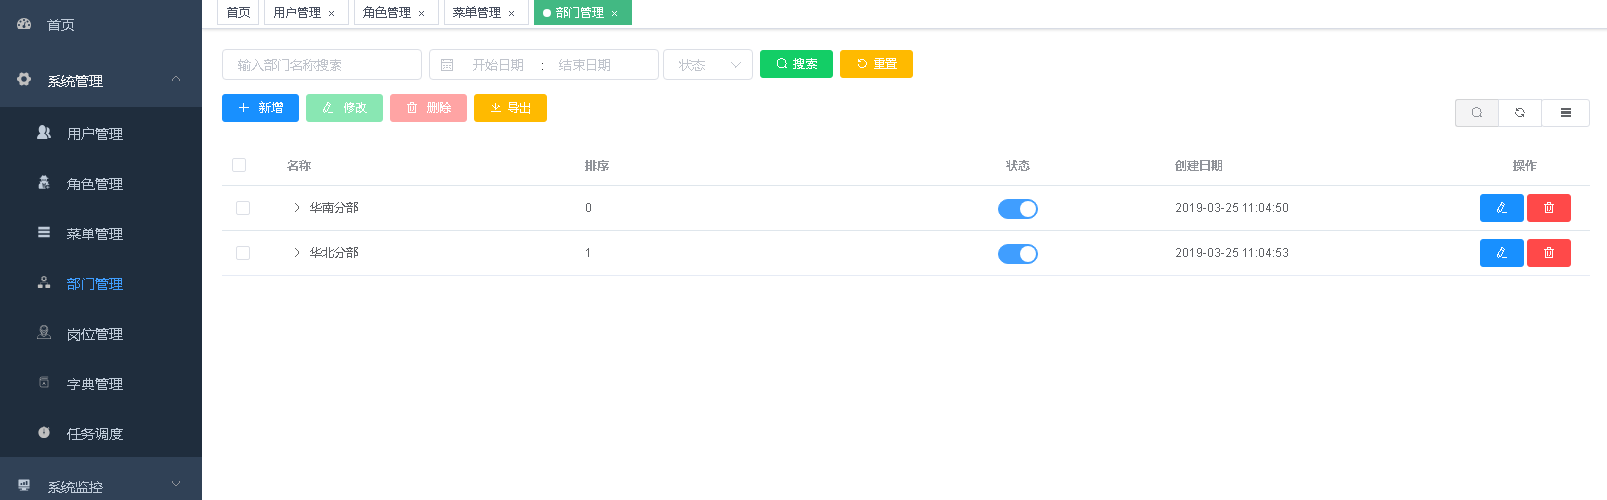 首页
系统管理
用户管理
角色管理
菜单管理
部门管理
岗位管理
字典管理
任务调度
系统监控
首页 用户管理 × 角色管理 × 菜单管理 × 部门管理 ×
输入部门名称搜索 开始日期 : 结束日期 状态 搜索 重置
新增 修改 删除 导出
名称 排序 状态 创建日期 操作
华南分部 0 2019-03-25 11:04:50
华北分部 1 2019-03-25 11:04:53